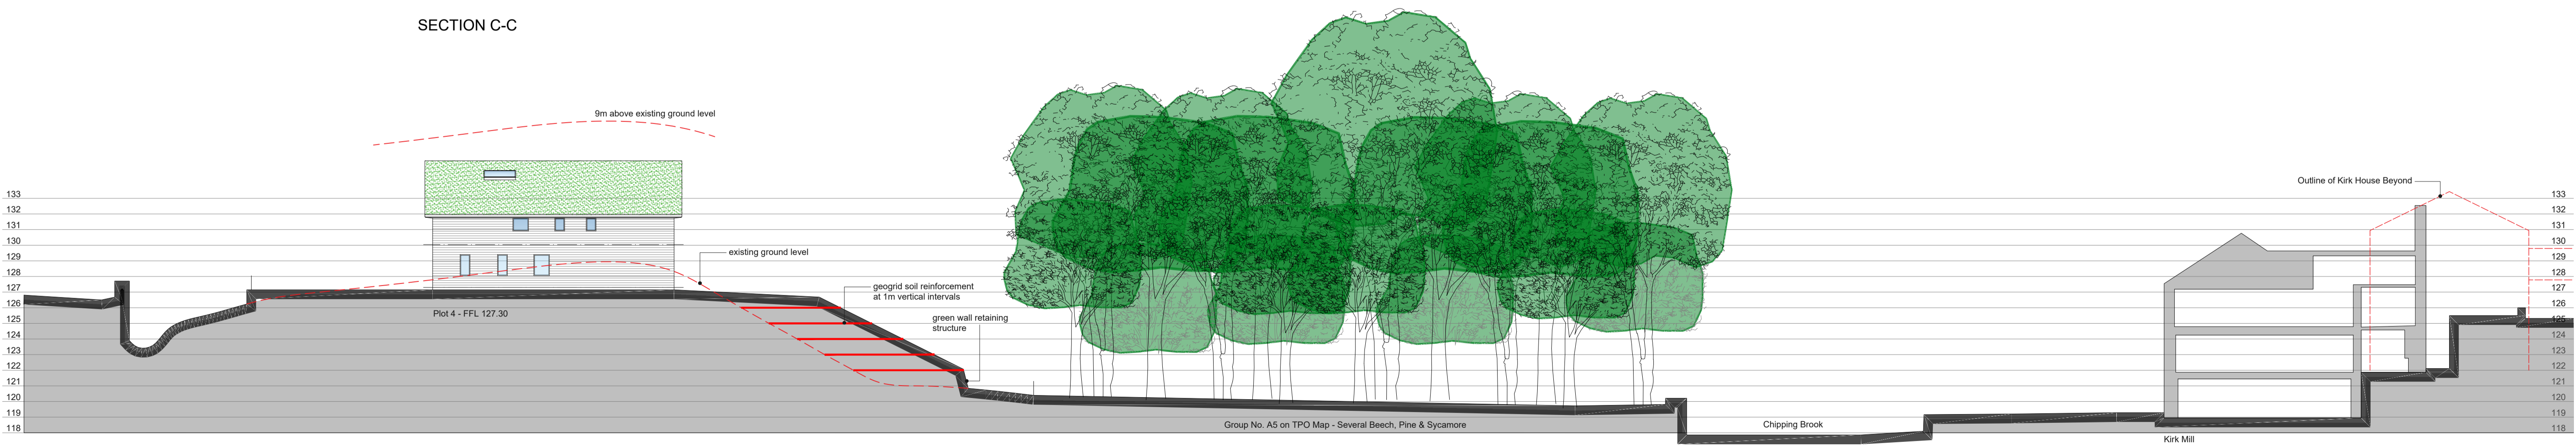 SECTION C-C
9m above existing ground level
133
132
131
130
129
128
127
126
125
124
123
122
121
120
119
118
existing ground level
geogrid soil reinforcement
at 1m vertical intervals
green wall retaining
structure
Plot 4 - FFL 127.30
Group No. A5 on TPO Map - Several Beech, Pine & Sycamore
Chipping Brook
Kirk Mill
Outline of Kirk House Beyond
133
132
131
130
129
128
127
126
125
124
123
122
121
120
119
118